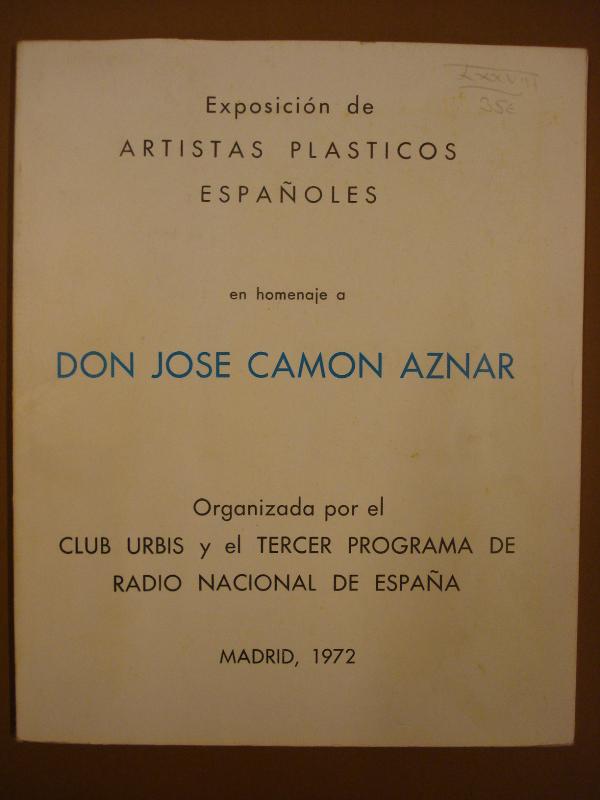 35€
Exposición de
ARTISTAS PLASTICOS
ESPAÑOLES
en homenaje a
DON JOSE CAMON AZNAR
Organizada por el
CLUB URBIS y el TERCER PROGRAMA DE
RADIO NACIONAL DE ESPAÑA
MADRID, 1972